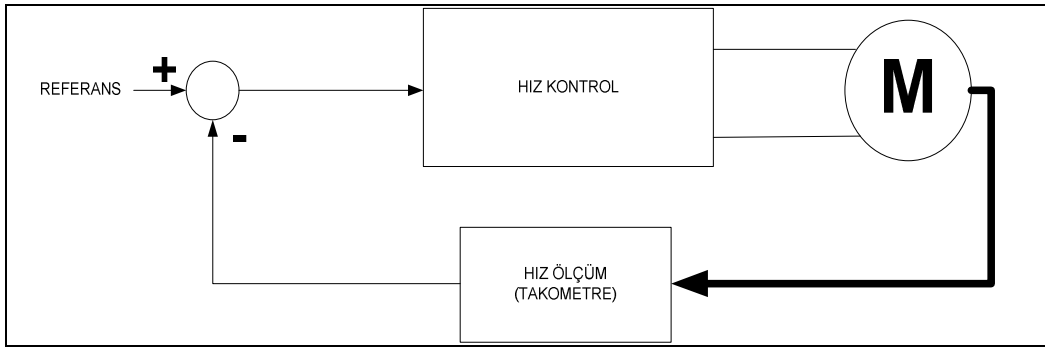 REFERANS
+
-
HIZ KONTROL
M
HIZ ÖLÇÜM
(TAKOMETRE)